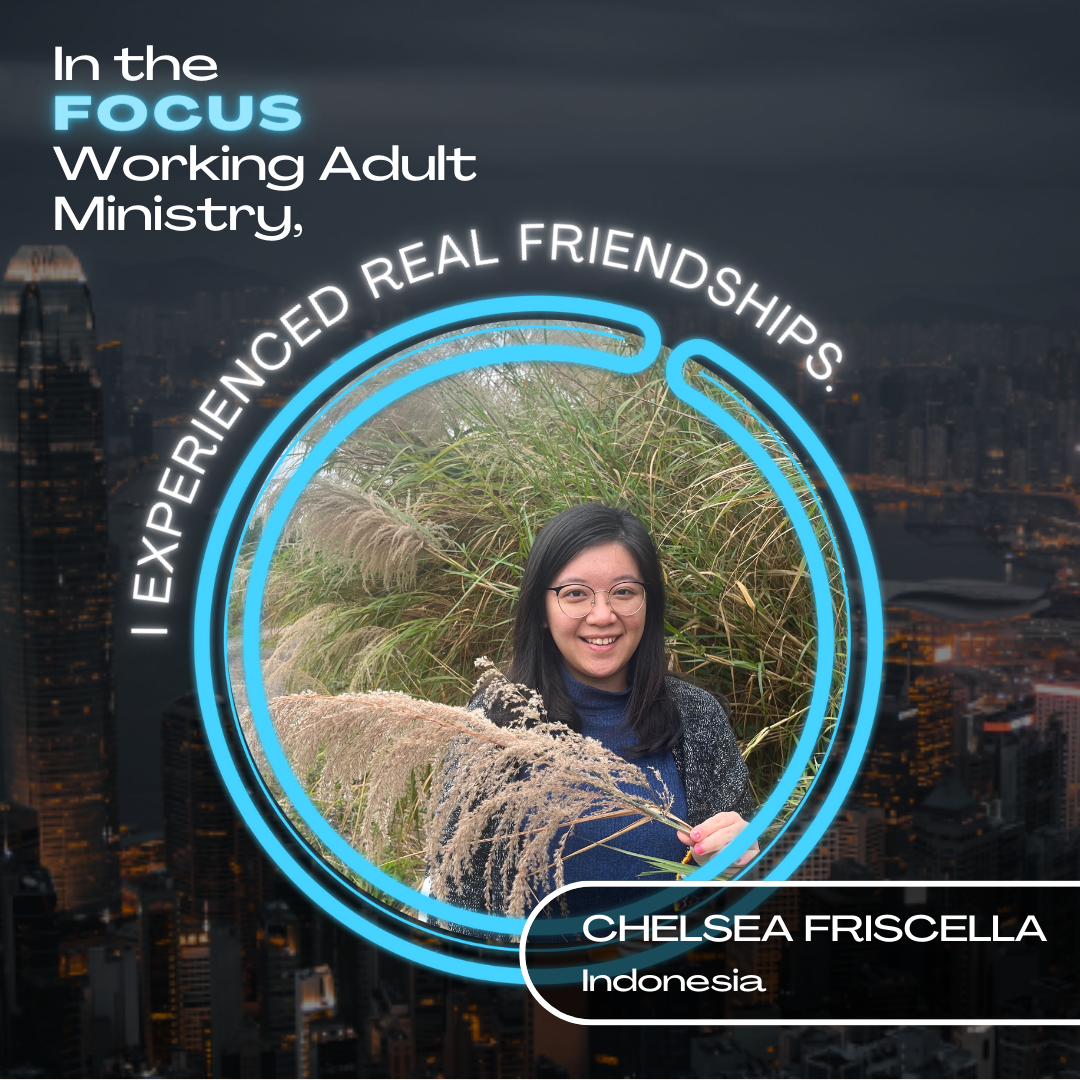 In the
FOCUS
Working Adult
Ministry,
I EXPERIENCED REAL FRIENDSHIPS.
CHELSEA FRISCELLA
Indonesia